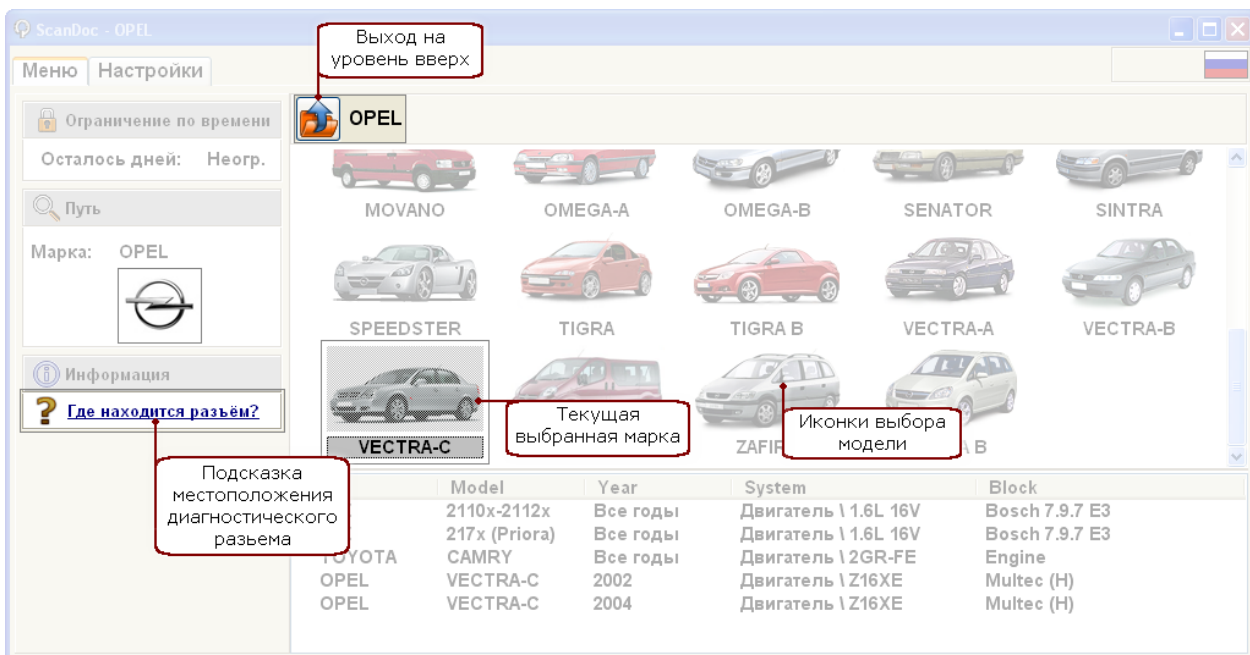 ScanDoc - OPEL
Выход на
уровень вверх
Меню
Настройки
Ограничение по времени
Осталось дней: Неогр.
Путь
Марка: OPEL
Информация
Где находится разъём?
Подсказка
местоположения
диагностического
разьема
OPEL
MOVANO
OMEGA-A
OMEGA-B
SENATOR
SINTRA
SPEEDSTER
TIGRA
TIGRA B
VECTRA-A
VECTRA-B
VECTRA-C
Текущая
выбранная марка
Иконки выбора
модели
B
Model Year System Block
2110x-2112x Все годы Двигатель \ 1.6L 16V Bosch 7.9.7 E3
217x (Priora) Все годы Двигатель \ 1.6L 16V Bosch 7.9.7 E3
TOYOTA CAMRY Все годы Двигатель \ 2GR-FE Engine
OPEL VECTRA-C 2002 Двигатель \ Z16XE Multec (H)
OPEL VECTRA-C 2004 Двигатель \ Z16XE Multec (H)